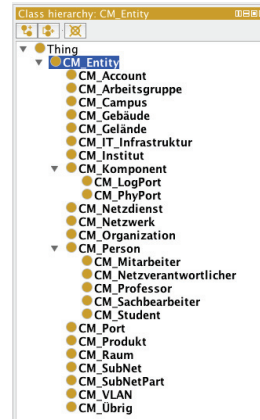 Class hierarchy: CM_Entity
Thing
CM_Entity
CM_Account
CM_Arbeitsgruppe
CM_Campus
CM_Gebäude
CM_Gelände
CM_IT_Infrastruktur
CM_Institut
CM_Komponent
CM_LogPort
CM_PhyPort
CM_Netzdienst
CM_Netzwerk
CM_Organization
CM_Person
CM_Mitarbeiter
CM_Netzverantwortlicher
CM_Professor
CM_Sachbearbeiter
CM_Student
CM_Port
CM_Produkt
CM_Raum
CM_SubNet
CM_SubNetPart
CM_VLAN
CM_Übrig